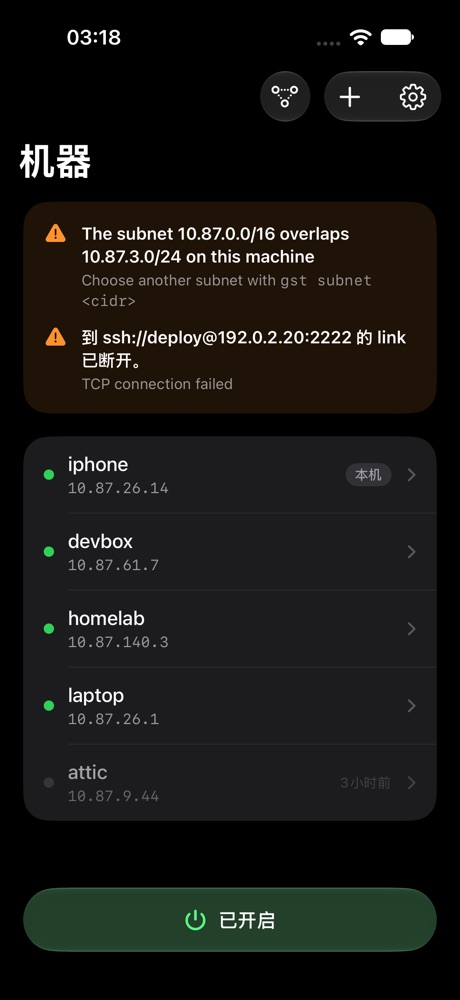 03:18
机器
The subnet 10.87.0.0/16 overlaps
10.87.3.0/24 on this machine
Choose another subnet with gst subnet
<cidr>
到 ssh://deploy@192.0.2.20:2222 的 link
已断开。
TCP connection failed
iphone
10.87.26.14
本机
devbox
10.87.61.7
homelab
10.87.140.3
laptop
10.87.26.1
attic
10.87.9.44
3小时前
已开启